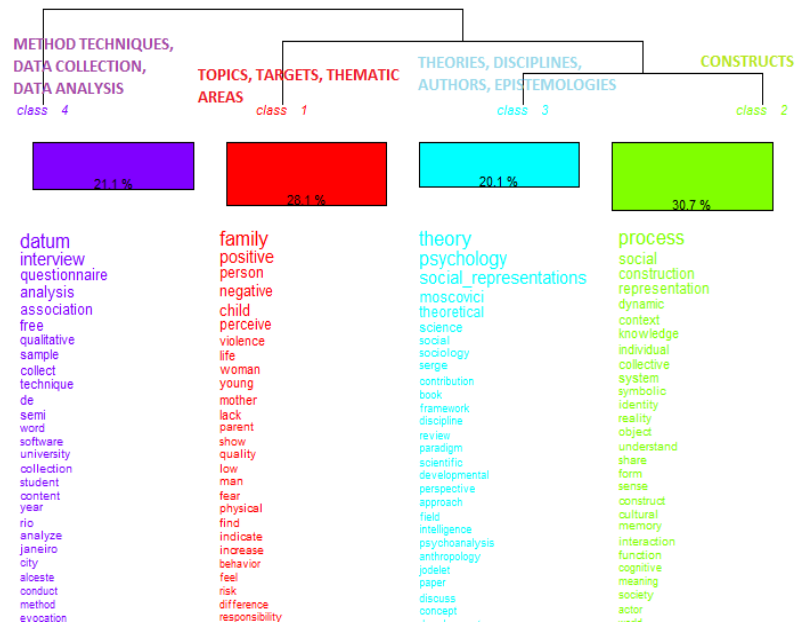 METHOD TECHNIQUES,
DATA COLLECTION,
DATA ANALYSIS
class 4
TOPICS, TARGETS, THEMATIC
AREAS
class 1
THEORIES, DISCIPLINES,
AUTHORS, EPISTEMOLOGIES
class 3
CONSTRUCTS
class 2
21.1 %
28.1 %
20.1 %
30.7 %
datum
interview
questionnaire
analysis
association
free
qualitative
sample
collect
technique
de
semi
word
software
university
collection
student
content
year
rio
analyze
janeiro
city
alceste
conduct
method
evocation
family
positive
person
negative
child
perceive
violence
life
woman
young
mother
lack
parent
show
quality
low
man
fear
physical
find
indicate
increase
behavior
feel
risk
difference
responsibility
theory
psychology
social_representations
moscovici
theoretical
science
social
sociology
serge
contribution
book
framework
discipline
review
paradigm
scientific
developmental
perspective
approach
field
intelligence
psychoanalysis
anthropology
jodelet
paper
discuss
concept
process
social
construction
representation
dynamic
context
knowledge
individual
collective
system
symbolic
identity
reality
object
understand
share
form
sense
construct
cultural
memory
interaction
function
cognitive
meaning
society
actor